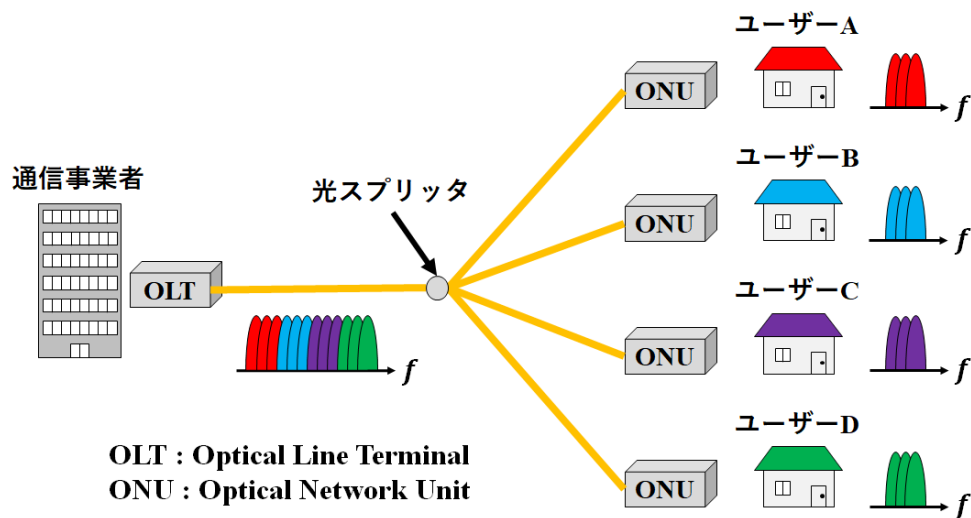 ユーザーA
ONU
f
ユーザーB
ONU
f
通信事業者
光スプリッタ
OLT
f
ユーザーC
ONU
f
ユーザーD
ONU
f
OLT : Optical Line Terminal
ONU : Optical Network Unit